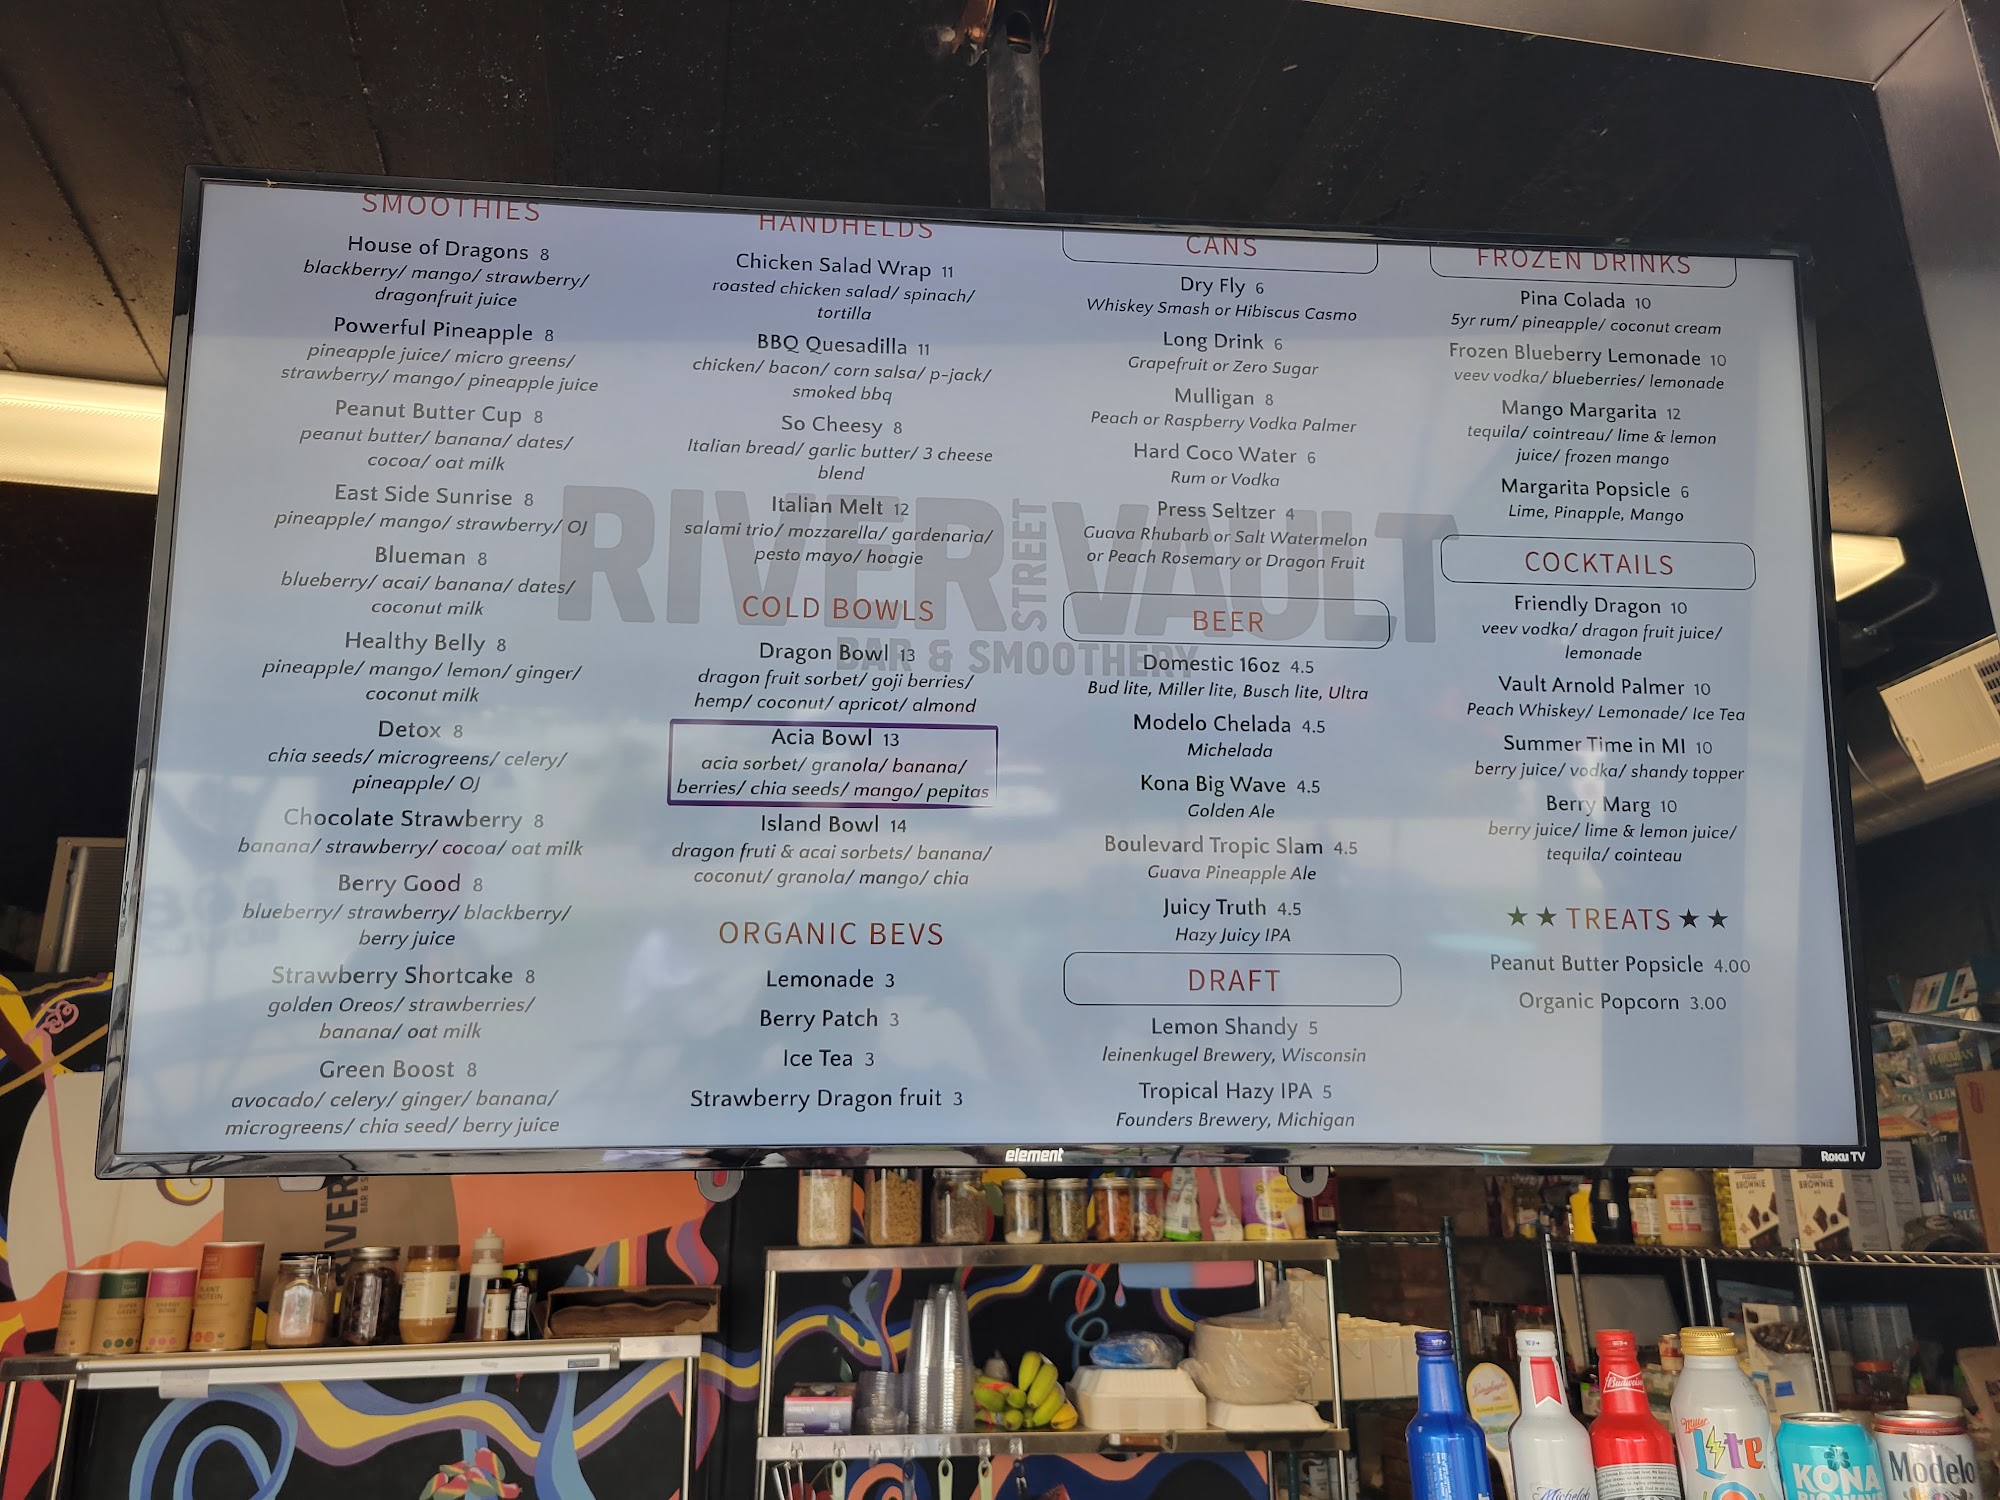 SMOOTHIES
House of Dragons 8
blackberry/ mango/ strawberry/
dragonfruit juice
Powerful Pineapple 8
pineapple juice/ micro greens/
strawberry/ mango/ pineapple juice
Peanut Butter Cup 8
peanut butter/ banana/ dates/
cocoa/ oat milk
East Side Sunrise 8
pineapple/ mango/ strawberry/ OJ
Blueman 8
blueberry/ acai/ banana/ dates/
coconut milk
Healthy Belly 8
pineapple/ mango/ lemon/ ginger/
coconut milk
Detox 8
chia seeds/ microgreens/ celery/
pineapple/ OJ
Chocolate Strawberry 8
banana/ strawberry/ cocoa/ oat milk
Berry Good 8
blueberry/ strawberry/ blackberry/
berry juice
Strawberry Shortcake 8
golden Oreos/ strawberries/
banana/ oat milk
Green Boost 8
avocado/ celery/ ginger/ banana/
microgreens/ chia seed/ berry juice
HANDHELDS
Chicken Salad Wrap 11
roasted chicken salad/ spinach/
tortilla
BBQ Quesadilla 11
chicken/ bacon/ corn salsa/ p-jack/
smoked bbq
So Cheesy 8
Italian bread/ garlic butter/ 3 cheese
blend
Italian Melt 12
salami trio/ mozzarella/ gardenaria/
pesto mayo/ hoagie
COLD BOWLS
Dragon Bowl 13
dragon fruit sorbet/ goji berries/
hemp/ coconut/ apricot/ almond
Acia Bowl 13
acia sorbet/ granola/ banana/
berries/ chia seeds/ mango/ pepitas
Island Bowl 14
dragon fruti & acai sorbets/ banana/
coconut/ granola/ mango/ chia
ORGANIC BEVS
Lemonade 3
Berry Patch 3
Ice Tea 3
Strawberry Dragon fruit 3
CANS
Dry Fly 6
Whiskey Smash or Hibiscus Casmo
Long Drink 6
Grapefruit or Zero Sugar
Mulligan 8
Peach or Raspberry Vodka Palmer
Hard Coco Water 6
Rum or Vodka
Press Seltzer 4
Guava Rhubarb or Salt Watermelon
or Peach Rosemary or Dragon Fruit
BEER
Domestic 16oz 4.5
Bud lite, Miller lite, Busch lite, Ultra
Modelo Chelada 4.5
Michelada
Kona Big Wave 4.5
Golden Ale
Boulevard Tropic Slam 4.5
Guava Pineapple Ale
Juicy Truth 4.5
Hazy Juicy IPA
DRAFT
Lemon Shandy 5
leinenkugel Brewery, Wisconsin
Tropical Hazy IPA 5
Founders Brewery, Michigan
FROZEN DRINKS
Pina Colada 10
5yr rum/ pineapple/ coconut cream
Frozen Blueberry Lemonade 10
veev vodka/ blueberries/ lemonade
Mango Margarita 12
tequila/ cointreau/ lime & lemon
juice/ frozen mango
Margarita Popsicle 6
Lime, Pinapple, Mango
COCKTAILS
Friendly Dragon 10
veev vodka/ dragon fruit juice/
lemonade
Vault Arnold Palmer 10
Peach Whiskey/ Lemonade/ Ice Tea
Summer Time in MI 10
berry juice/ vodka/ shandy topper
Berry Marg 10
berry juice/ lime & lemon juice/
tequila/ cointeau
★ ★ TREATS ★ ★
Peanut Butter Popsicle 4.00
Organic Popcorn 3.00
RIVER STREET VAULT
BAR & SMOOTHERY
element
Roku TV
RIVER
BROWNIE
BROWNIE
Budweiser
Miller
Lite
KONA
Modelo
Michelob